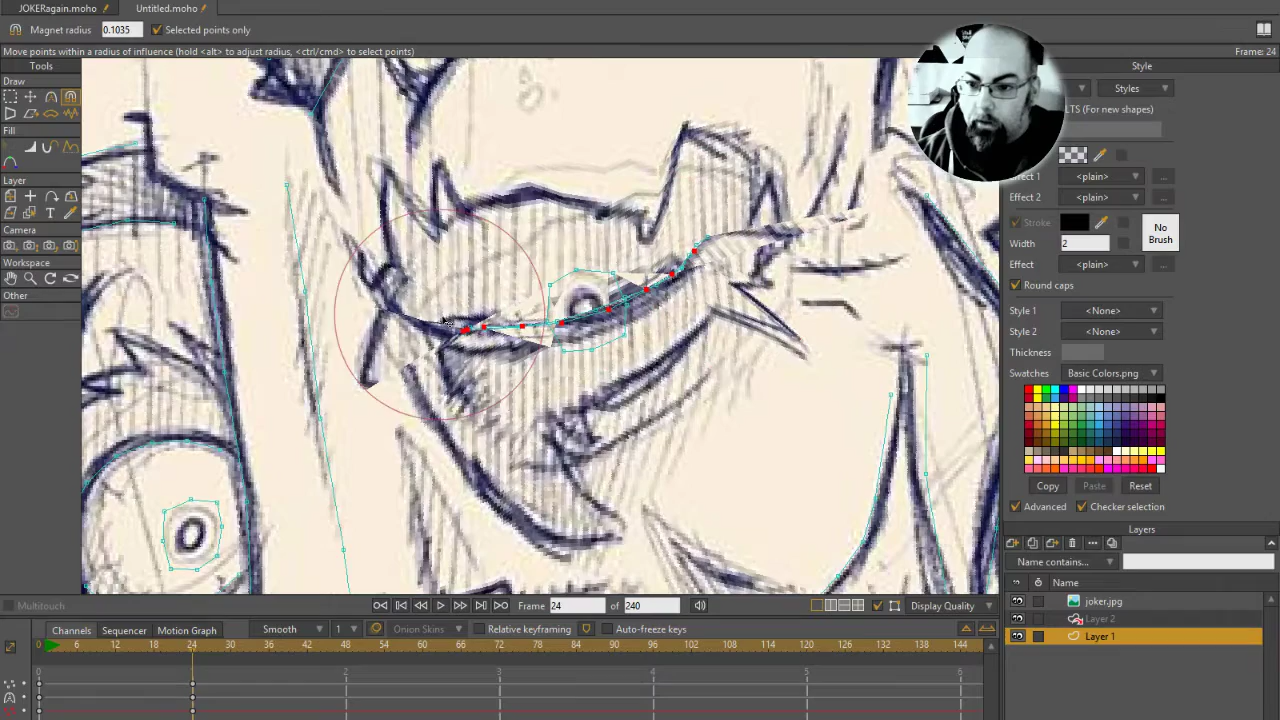 JOKERagain.moho
Untitled.moho
Magnet radius 0.1035 Selected points only
Move points within a radius of influence (hold <alt> to adjust radius, <ctrl/cmd> to select points)
Frame: 24
Tools
Style
Draw
Styles
LTS (For new shapes)
Fill
Effect 1 <plain> ...
Layer
Effect 2 <plain> ...
Stroke
No Brush
Camera
Width 2
Workspace
Effect <plain> ...
Round caps
Other
Style 1 <None>
Style 2 <None>
Thickness
Swatches Basic Colors.png
Copy Paste Reset
Advanced Checker selection
Layers
Name contains...
Name
joker.jpg
Layer 2
Layer 1
Multitouch
Frame 24 of 240
Display Quality
Channels Sequencer Motion Graph Smooth 1 Onion Skins Relative keyframing Auto-freeze keys
0 6 12 18 24 30 36 42 48 54 60 66 72 78 84 90 96 102 108 114 120 126 132 138 144
0 2 3 4 5 6